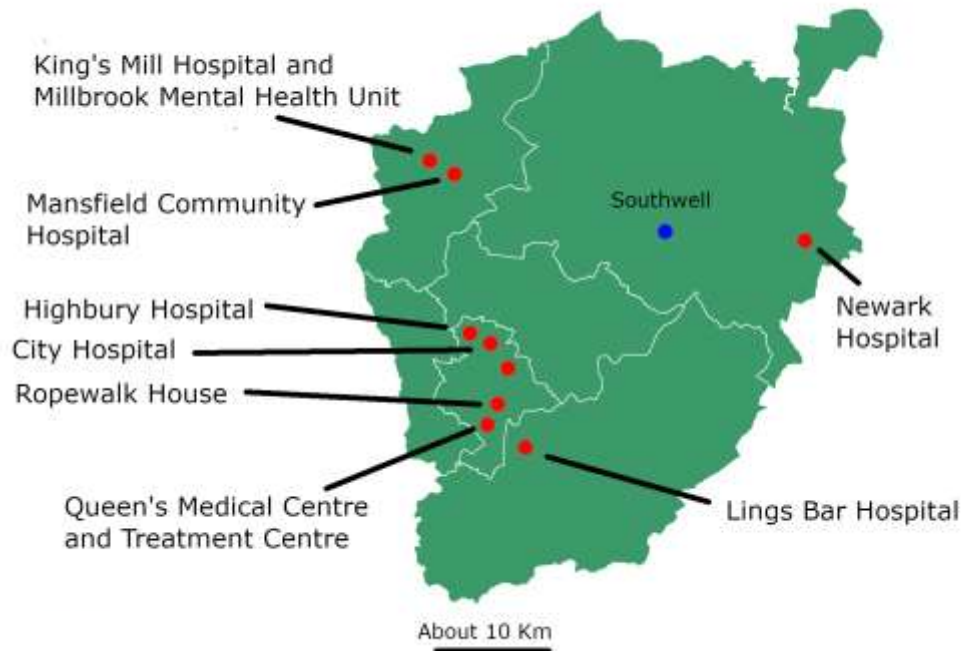 King's Mill Hospital and
Millbrook Mental Health Unit
Mansfield Community
Hospital
Southwell
Newark
Hospital
Highbury Hospital
City Hospital
Ropewalk House
Queen's Medical Centre
and Treatment Centre
Lings Bar Hospital
About 10 Km